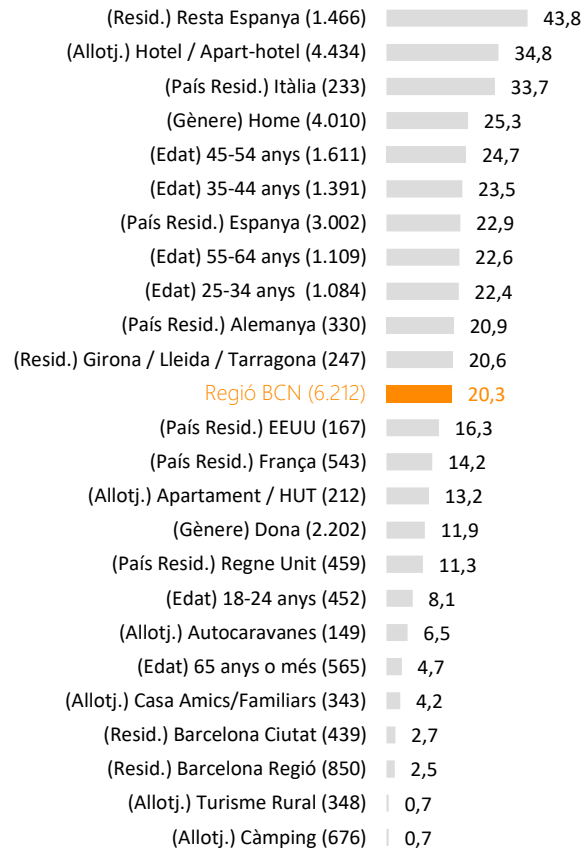 (Resid.) Resta Espanya (1.466) 43,8
(Allotj.) Hotel / Apart-hotel (4.434) 34,8
(País Resid.) Itàlia (233) 33,7
(Gènere) Home (4.010) 25,3
(Edat) 45-54 anys (1.611) 24,7
(Edat) 35-44 anys (1.391) 23,5
(País Resid.) Espanya (3.002) 22,9
(Edat) 55-64 anys (1.109) 22,6
(Edat) 25-34 anys (1.084) 22,4
(País Resid.) Alemanya (330) 20,9
(Resid.) Girona / Lleida / Tarragona (247) 20,6
Regió BCN (6.212) 20,3
(País Resid.) EEUU (167) 16,3
(País Resid.) França (543) 14,2
(Allotj.) Apartament / HUT (212) 13,2
(Gènere) Dona (2.202) 11,9
(País Resid.) Regne Unit (459) 11,3
(Edat) 18-24 anys (452) 8,1
(Allotj.) Autocaravanes (149) 6,5
(Edat) 65 anys o més (565) 4,7
(Allotj.) Casa Amics/Familiars (343) 4,2
(Resid.) Barcelona Ciutat (439) 2,7
(Resid.) Barcelona Regió (850) 2,5
(Allotj.) Turisme Rural (348) 0,7
(Allotj.) Càmping (676) 0,7